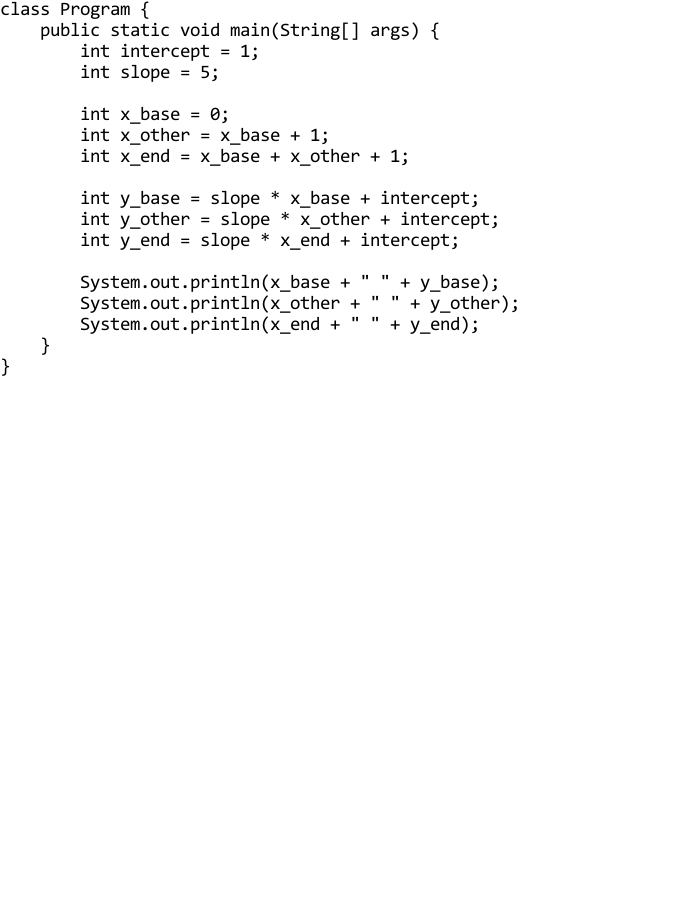 class Program {
    public static void main(String[] args) {
        int intercept = 1;
        int slope = 5;

        int x_base = 0;
        int x_other = x_base + 1;
        int x_end = x_base + x_other + 1;

        int y_base = slope * x_base + intercept;
        int y_other = slope * x_other + intercept;
        int y_end = slope * x_end + intercept;

        System.out.println(x_base + " " + y_base);
        System.out.println(x_other + " " + y_other);
        System.out.println(x_end + " " + y_end);
    }
}